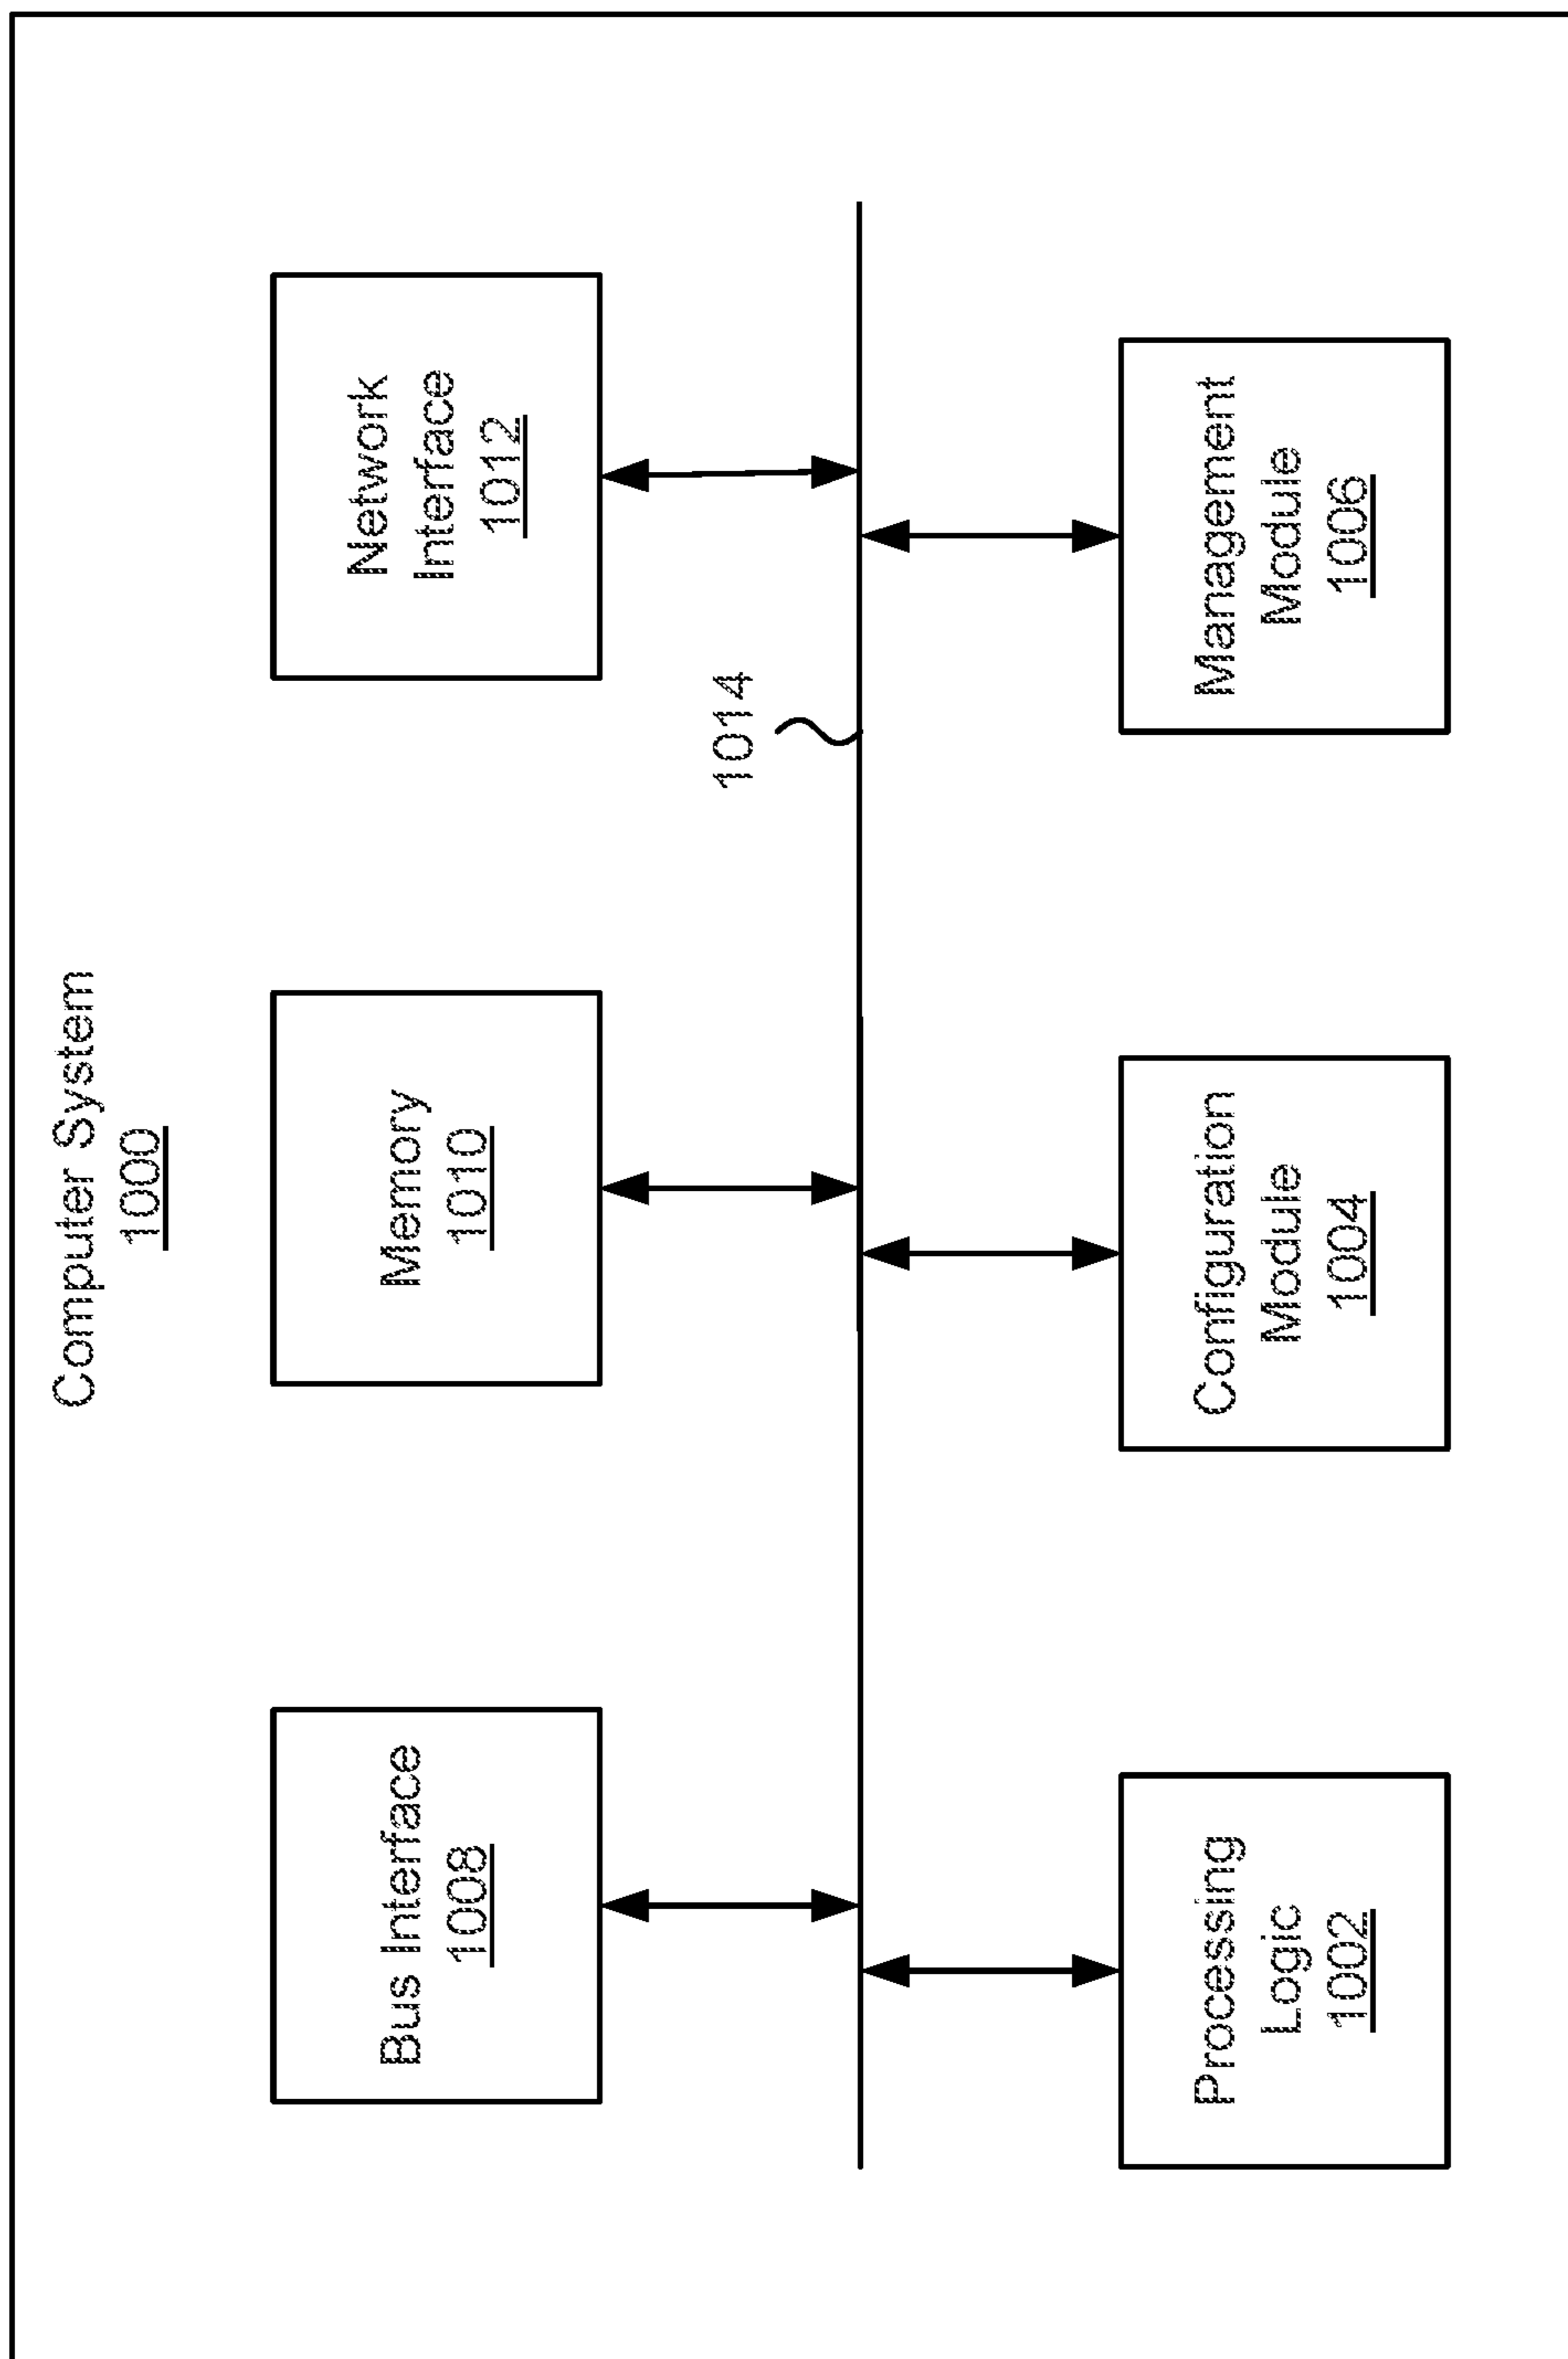 Computer System
1000
Bus Interface
1008
Memory
1010
Network
Interface
1012
1014
Processing
Logic
1002
Configuration
Module
1004
Management
Module
1006